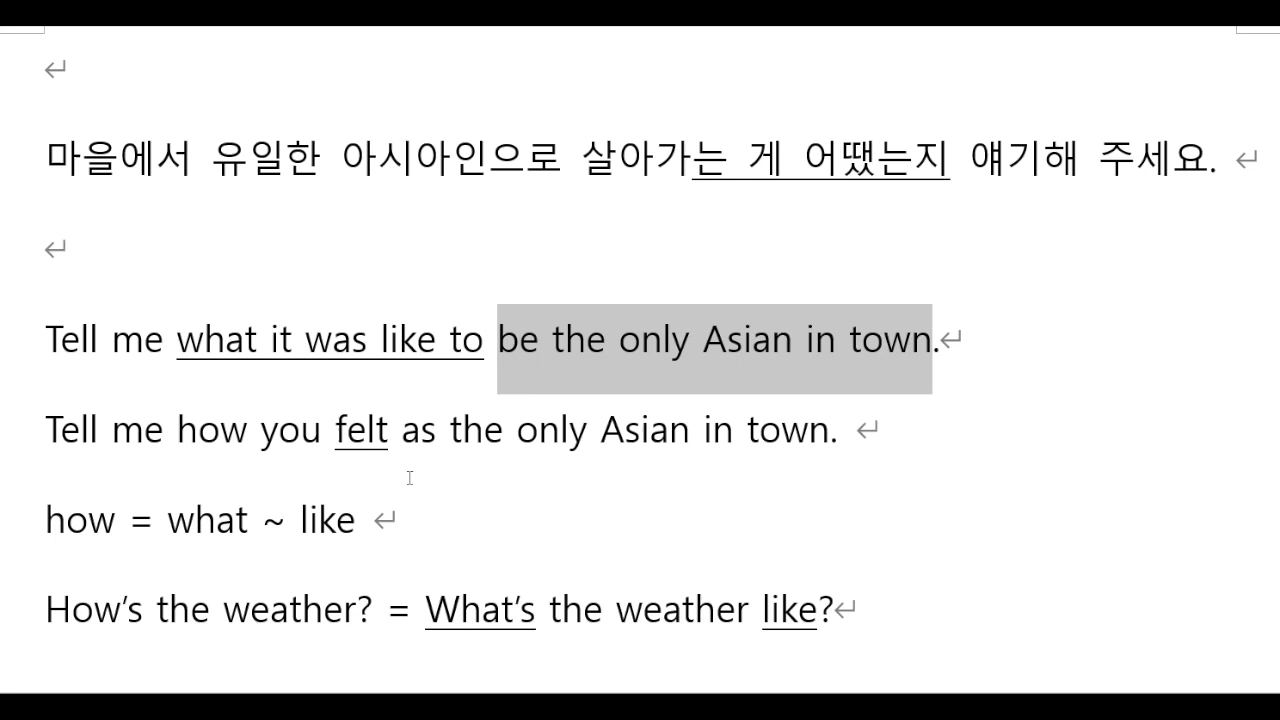 마을에서 유일한 아시아인으로 살아가는 게 어땠는지 얘기해 주세요.
Tell me what it was like to be the only Asian in town.
Tell me how you felt as the only Asian in town.
how = what ~ like
How’s the weather? = What’s the weather like?